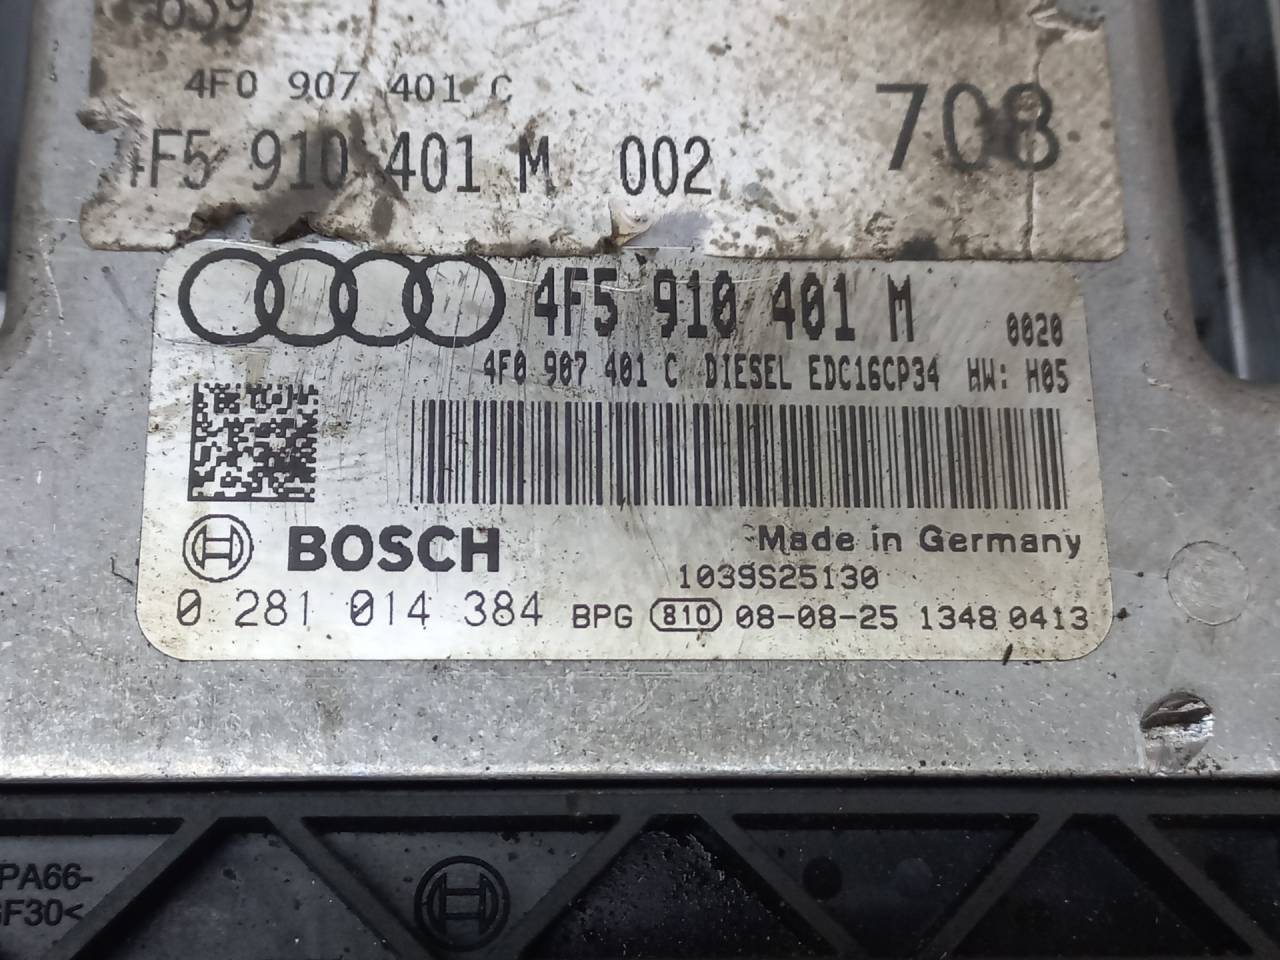 4F0 907 401 C
4F5 910 401 M 002
708
4F5 910 401 M 0020
4F0 907 401 C DIESEL EDC16CP34 HW: H05
BOSCH
Made in Germany
1039S25130
0 281 014 384 BPG 810 08-08-25 1348 0413
PA66-
GF30<